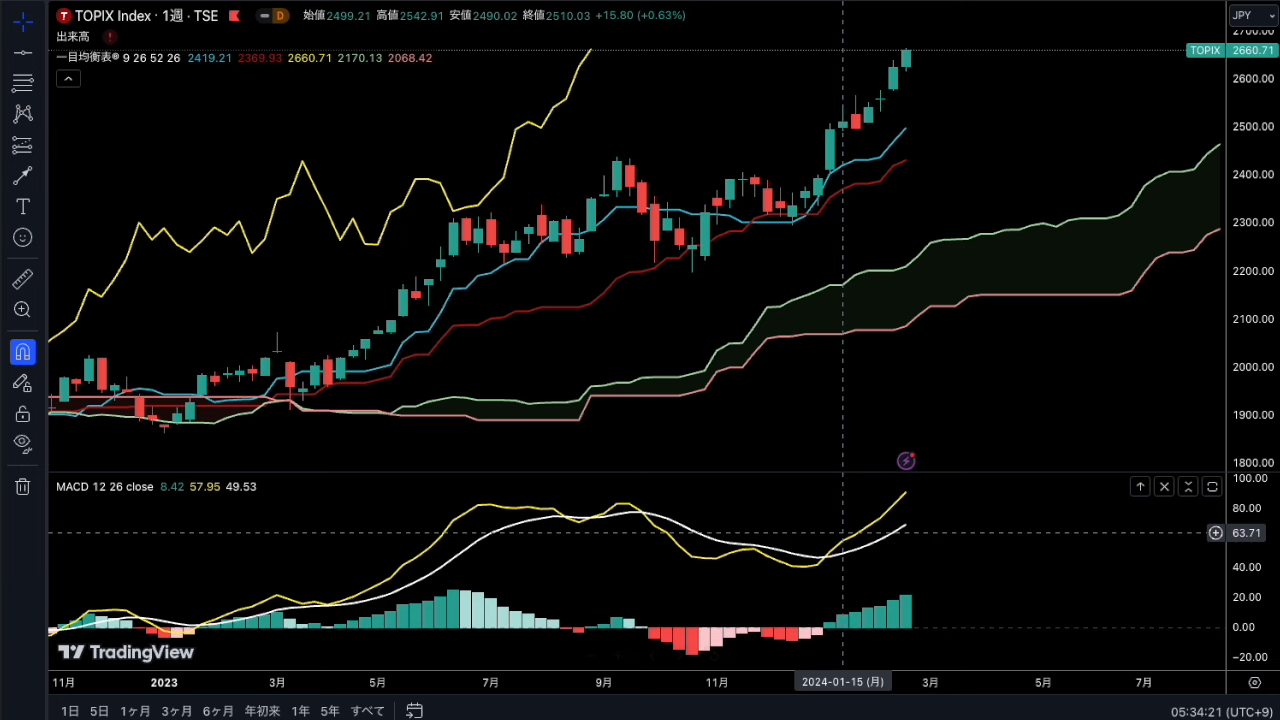 TOPIX Index · 1週 · TSE D 始値2499.21 高値2542.91 安値2490.02 終値2510.03 +15.80 (+0.63%)
JPY
出来高
2700.00
一目均衡表 9 26 52 26 2419.21 2369.93 2660.71 2170.13 2068.42
TOPIX 2660.71
2600.00
2500.00
2400.00
2300.00
2200.00
2100.00
2000.00
1900.00
1800.00
MACD 12 26 close 8.42 57.95 49.53
100.00
80.00
63.71
40.00
20.00
0.00
−20.00
TradingView
11月 2023 3月 5月 7月 9月 11月 2024-01-15 (月) 3月 5月 7月
1日 5日 1ヶ月 3ヶ月 6ヶ月 年初来 1年 5年 すべて
05:34:21 (UTC+9)